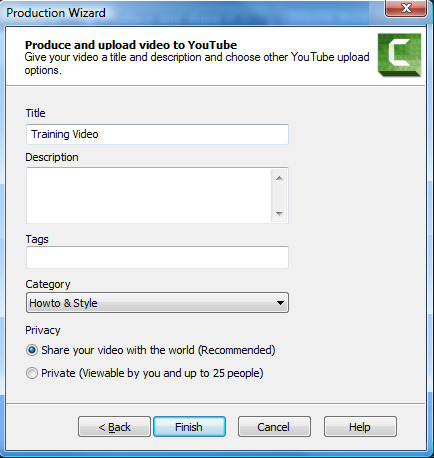 Production Wizard
Produce and upload video to YouTube
Give your video a title and description and choose other YouTube upload
options.
Title
Training Video
Description
Tags
Category
Howto & Style
Privacy
Share your video with the world (Recommended)
Private (Viewable by you and up to 25 people)
< Back Finish Cancel Help